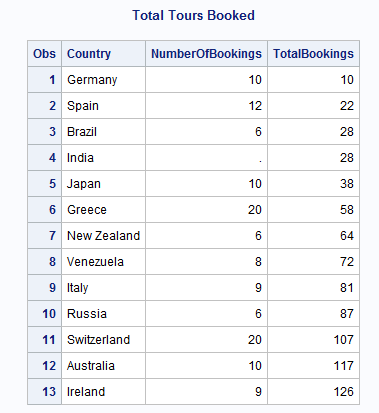 Total Tours Booked
Obs Country NumberOfBookings TotalBookings
1 Germany 10 10
2 Spain 12 22
3 Brazil 6 28
4 India . 28
5 Japan 10 38
6 Greece 20 58
7 New Zealand 6 64
8 Venezuela 8 72
9 Italy 9 81
10 Russia 6 87
11 Switzerland 20 107
12 Australia 10 117
13 Ireland 9 126